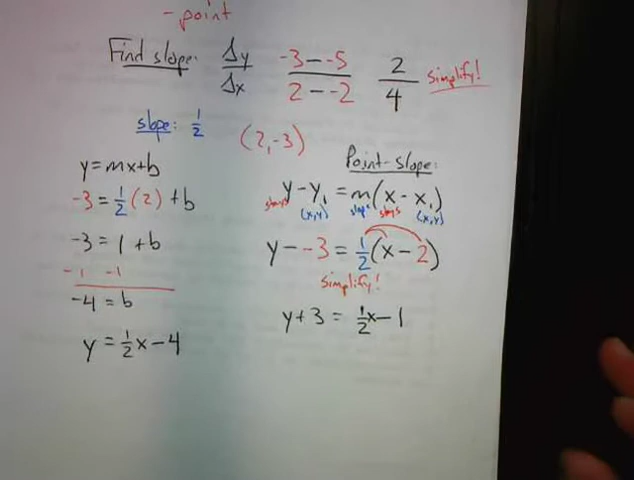 - point
Find slope: Δy/Δx -3--5/2--2 2/4 simplify!
slope: 1/2 (2,-3)
y=mx+b
-3=1/2(2)+b
-3=1+b
-1 -1
-4=b
y=1/2x-4
Point-slope:
y-y₁=m(x-x₁)
stays (x,y) slope stays (x,y)
y--3=1/2(x-2)
simplify!
y+3=1/2x-1